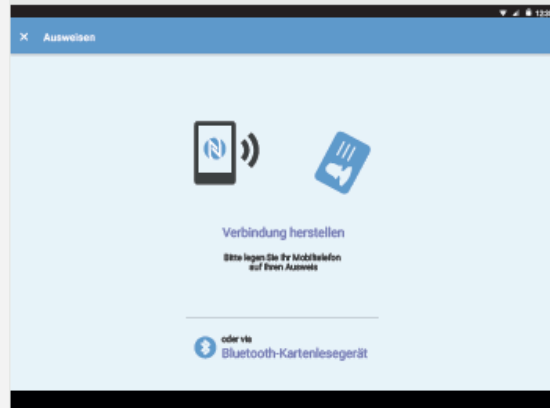 Ausweisen
Verbindung herstellen
Bitte legen Sie Ihr Mobiltelefon
auf Ihren Ausweis
oder via
Bluetooth-Kartenlesegerät